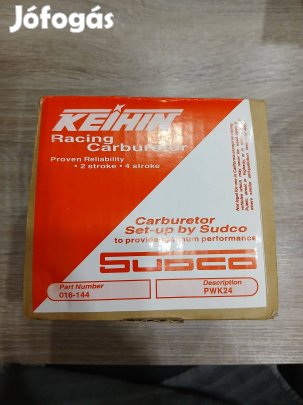 Jófogás
KEIHIN
Racing
Carburetor
Proven Reliability
• 2 stroke • 4 stroke
Carburetor
Set-up by Sudco
to provide optimum performance
SUDCO
Part Number
016-144
Description
PWK24